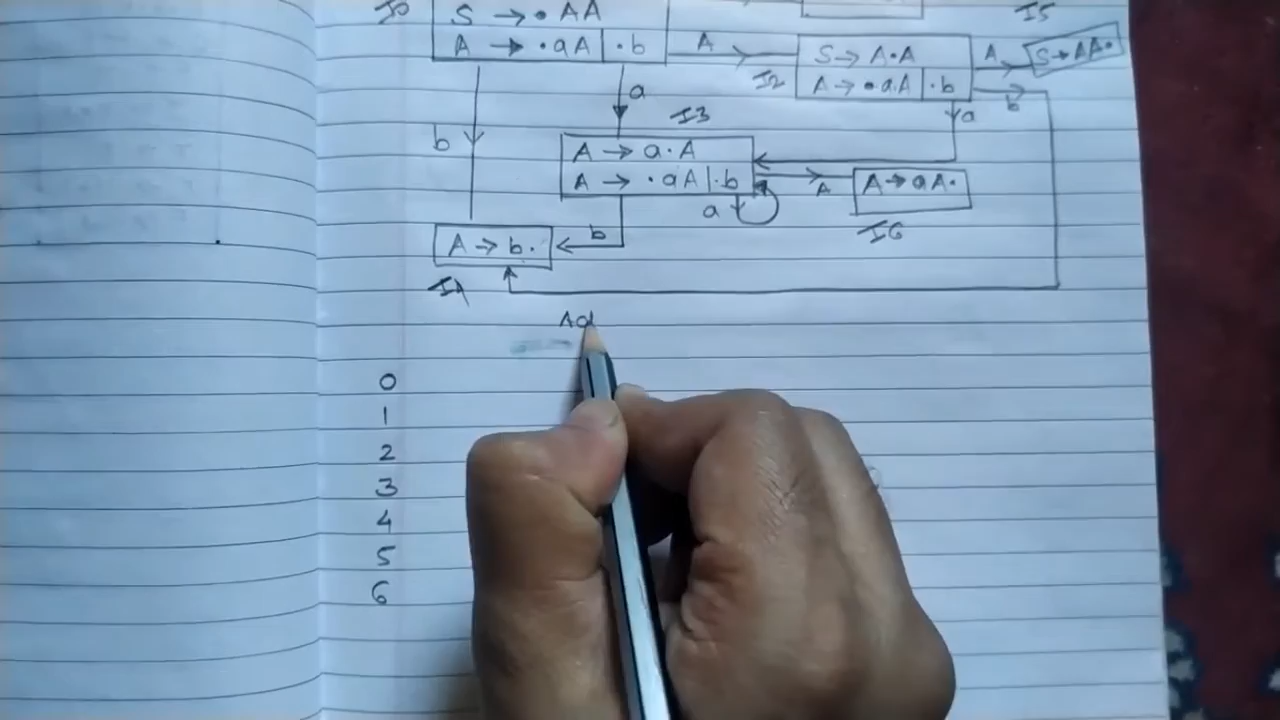 I0
S → •AA
I5
A → •aA | •b
A
S → A•A
A
S → AA•
I2
A → •aA | •b
b
a
a
I3
b
A → a•A
A → •aA | •b
A
A → aA•
a
I6
b
A → b•
I4
0
1
2
3
4
5
6